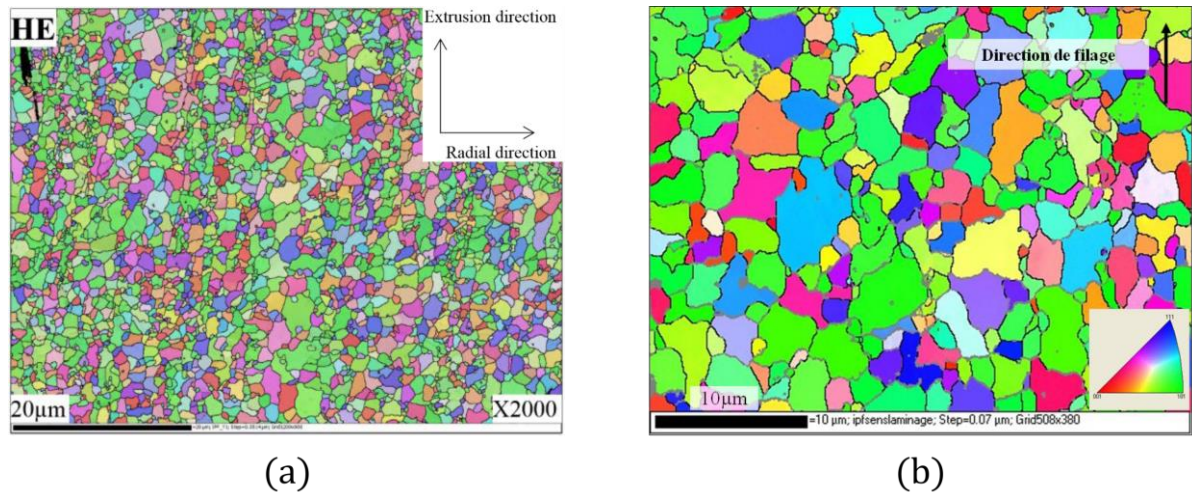 HE
Extrusion direction
Radial direction
20µm
X2000
(a)
Direction de filage
111
001
101
10µm
=10 µm; ipfsenslaminage; Step=0.07 µm; Grid508x380
(b)